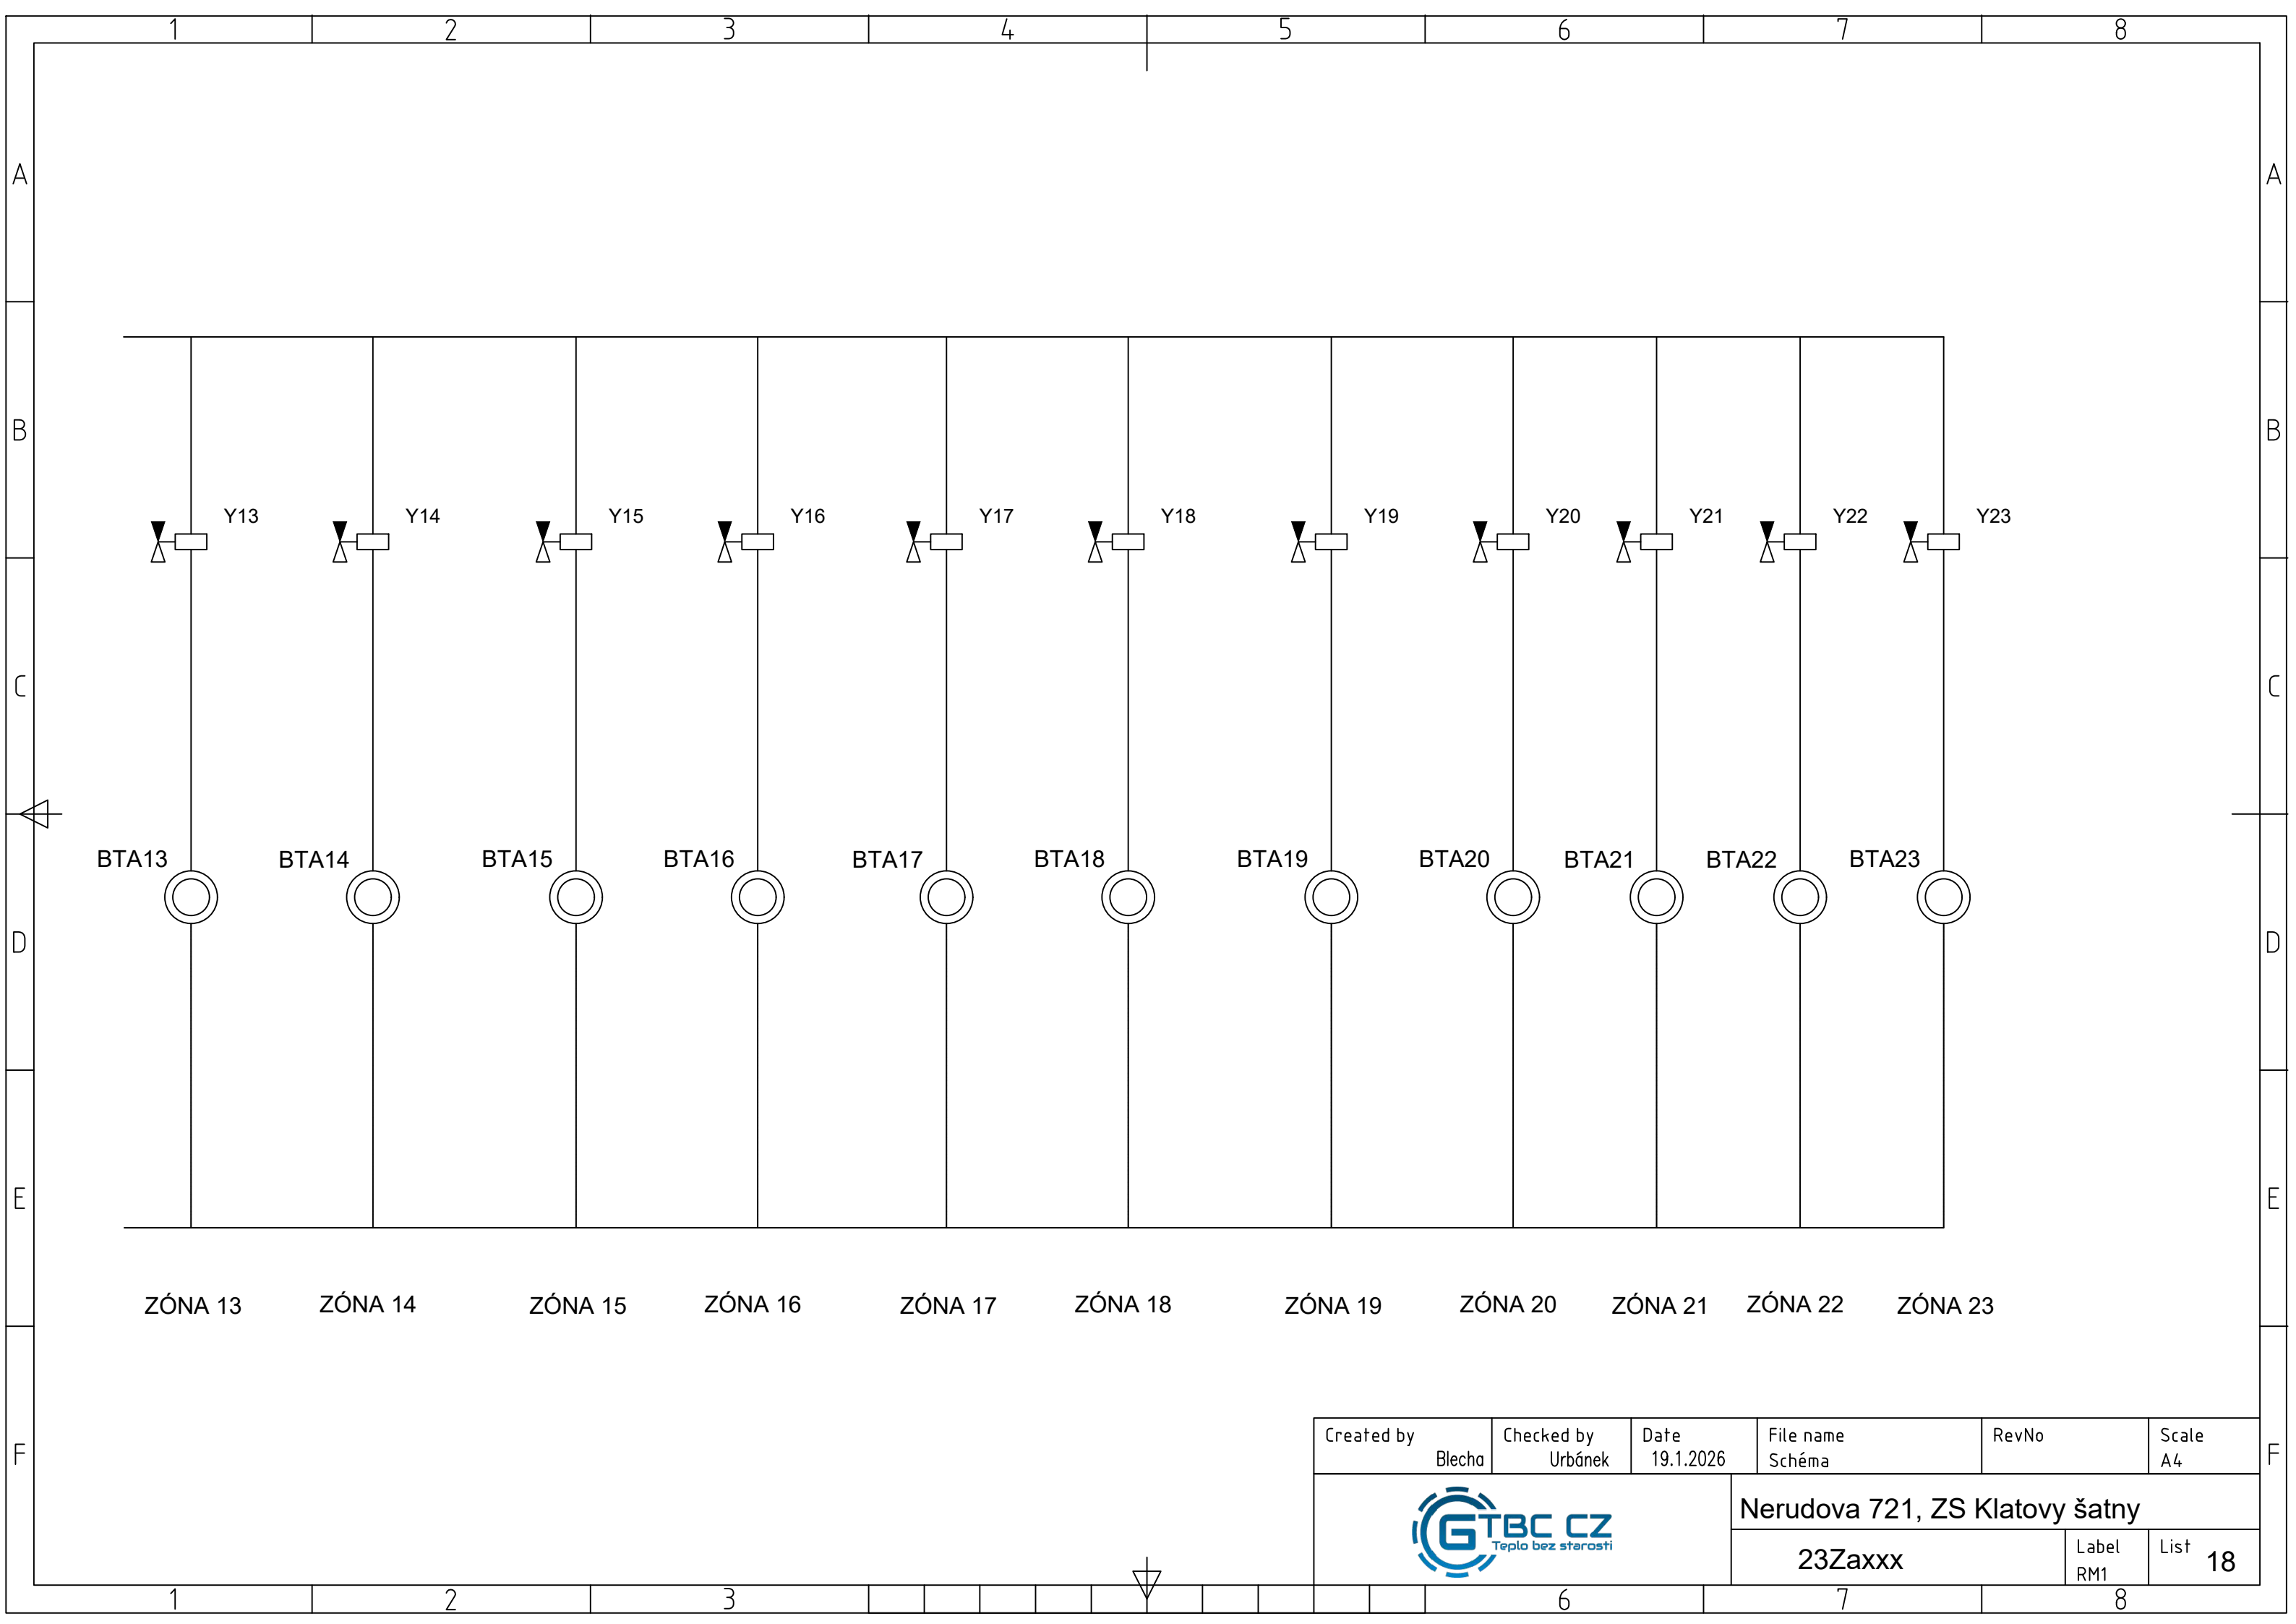 1 2 3 4 5 6 7 8
A A
B B
Y13 Y14 Y15 Y16 Y17 Y18 Y19 Y20 Y21 Y22 Y23
C C
BTA13 BTA14 BTA15 BTA16 BTA17 BTA18 BTA19 BTA20 BTA21 BTA22 BTA23
D D
E E
ZÓNA 13 ZÓNA 14 ZÓNA 15 ZÓNA 16 ZÓNA 17 ZÓNA 18 ZÓNA 19 ZÓNA 20 ZÓNA 21 ZÓNA 22 ZÓNA 23
F F
Created by Checked by Date File name RevNo Scale
Blecha Urbánek 19.1.2026 Schéma A4
GTBC CZ
Teplo bez starosti
Nerudova 721, ZS Klatovy šatny
23Zaxxx
Label
RM1
List 18
1 2 3 6 7 8